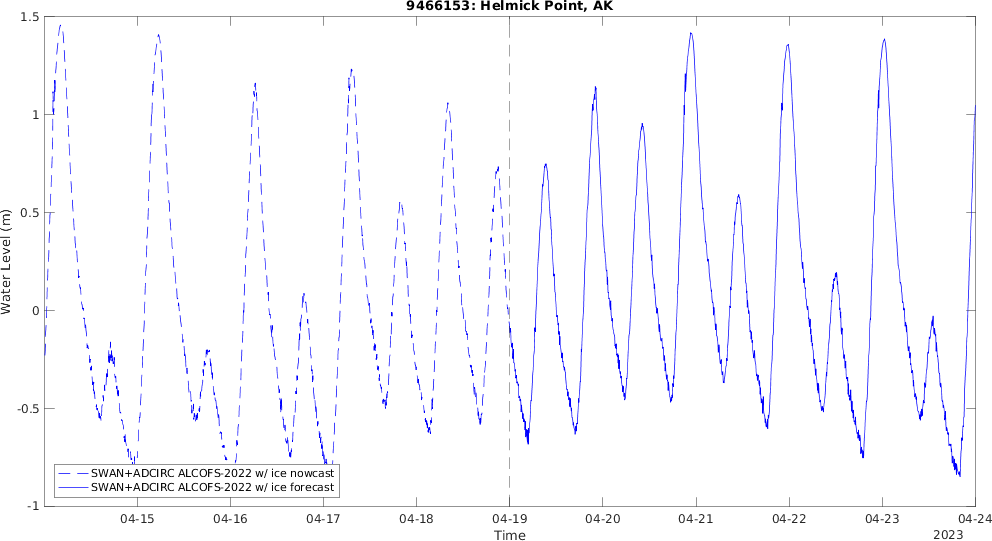 9466153: Helmick Point, AK
1.5
1
0.5
0
-0.5
-1
Water Level (m)
SWAN+ADCIRC ALCOFS-2022 w/ ice nowcast
SWAN+ADCIRC ALCOFS-2022 w/ ice forecast
04-15 04-16 04-17 04-18 04-19 04-20 04-21 04-22 04-23 04-24
Time
2023